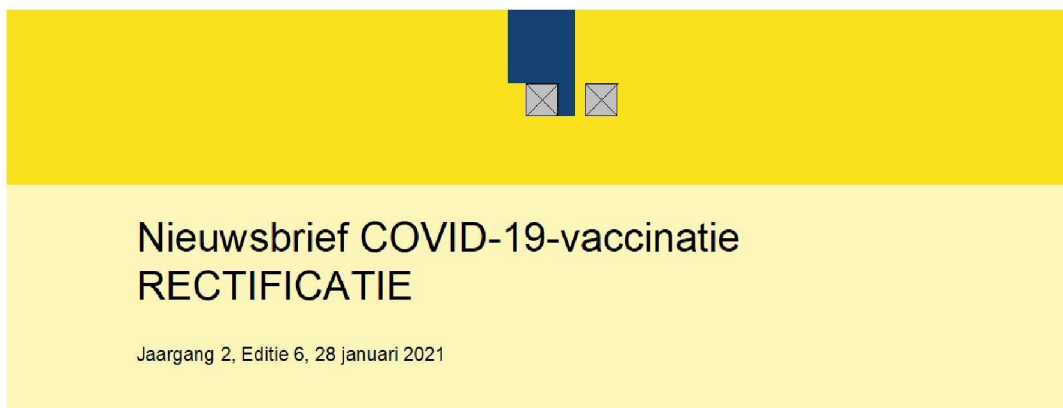 Nieuwsbrief COVID-19-vaccinatie
RECTIFICATIE
Jaargang 2, Editie 6, 28 januari 2021